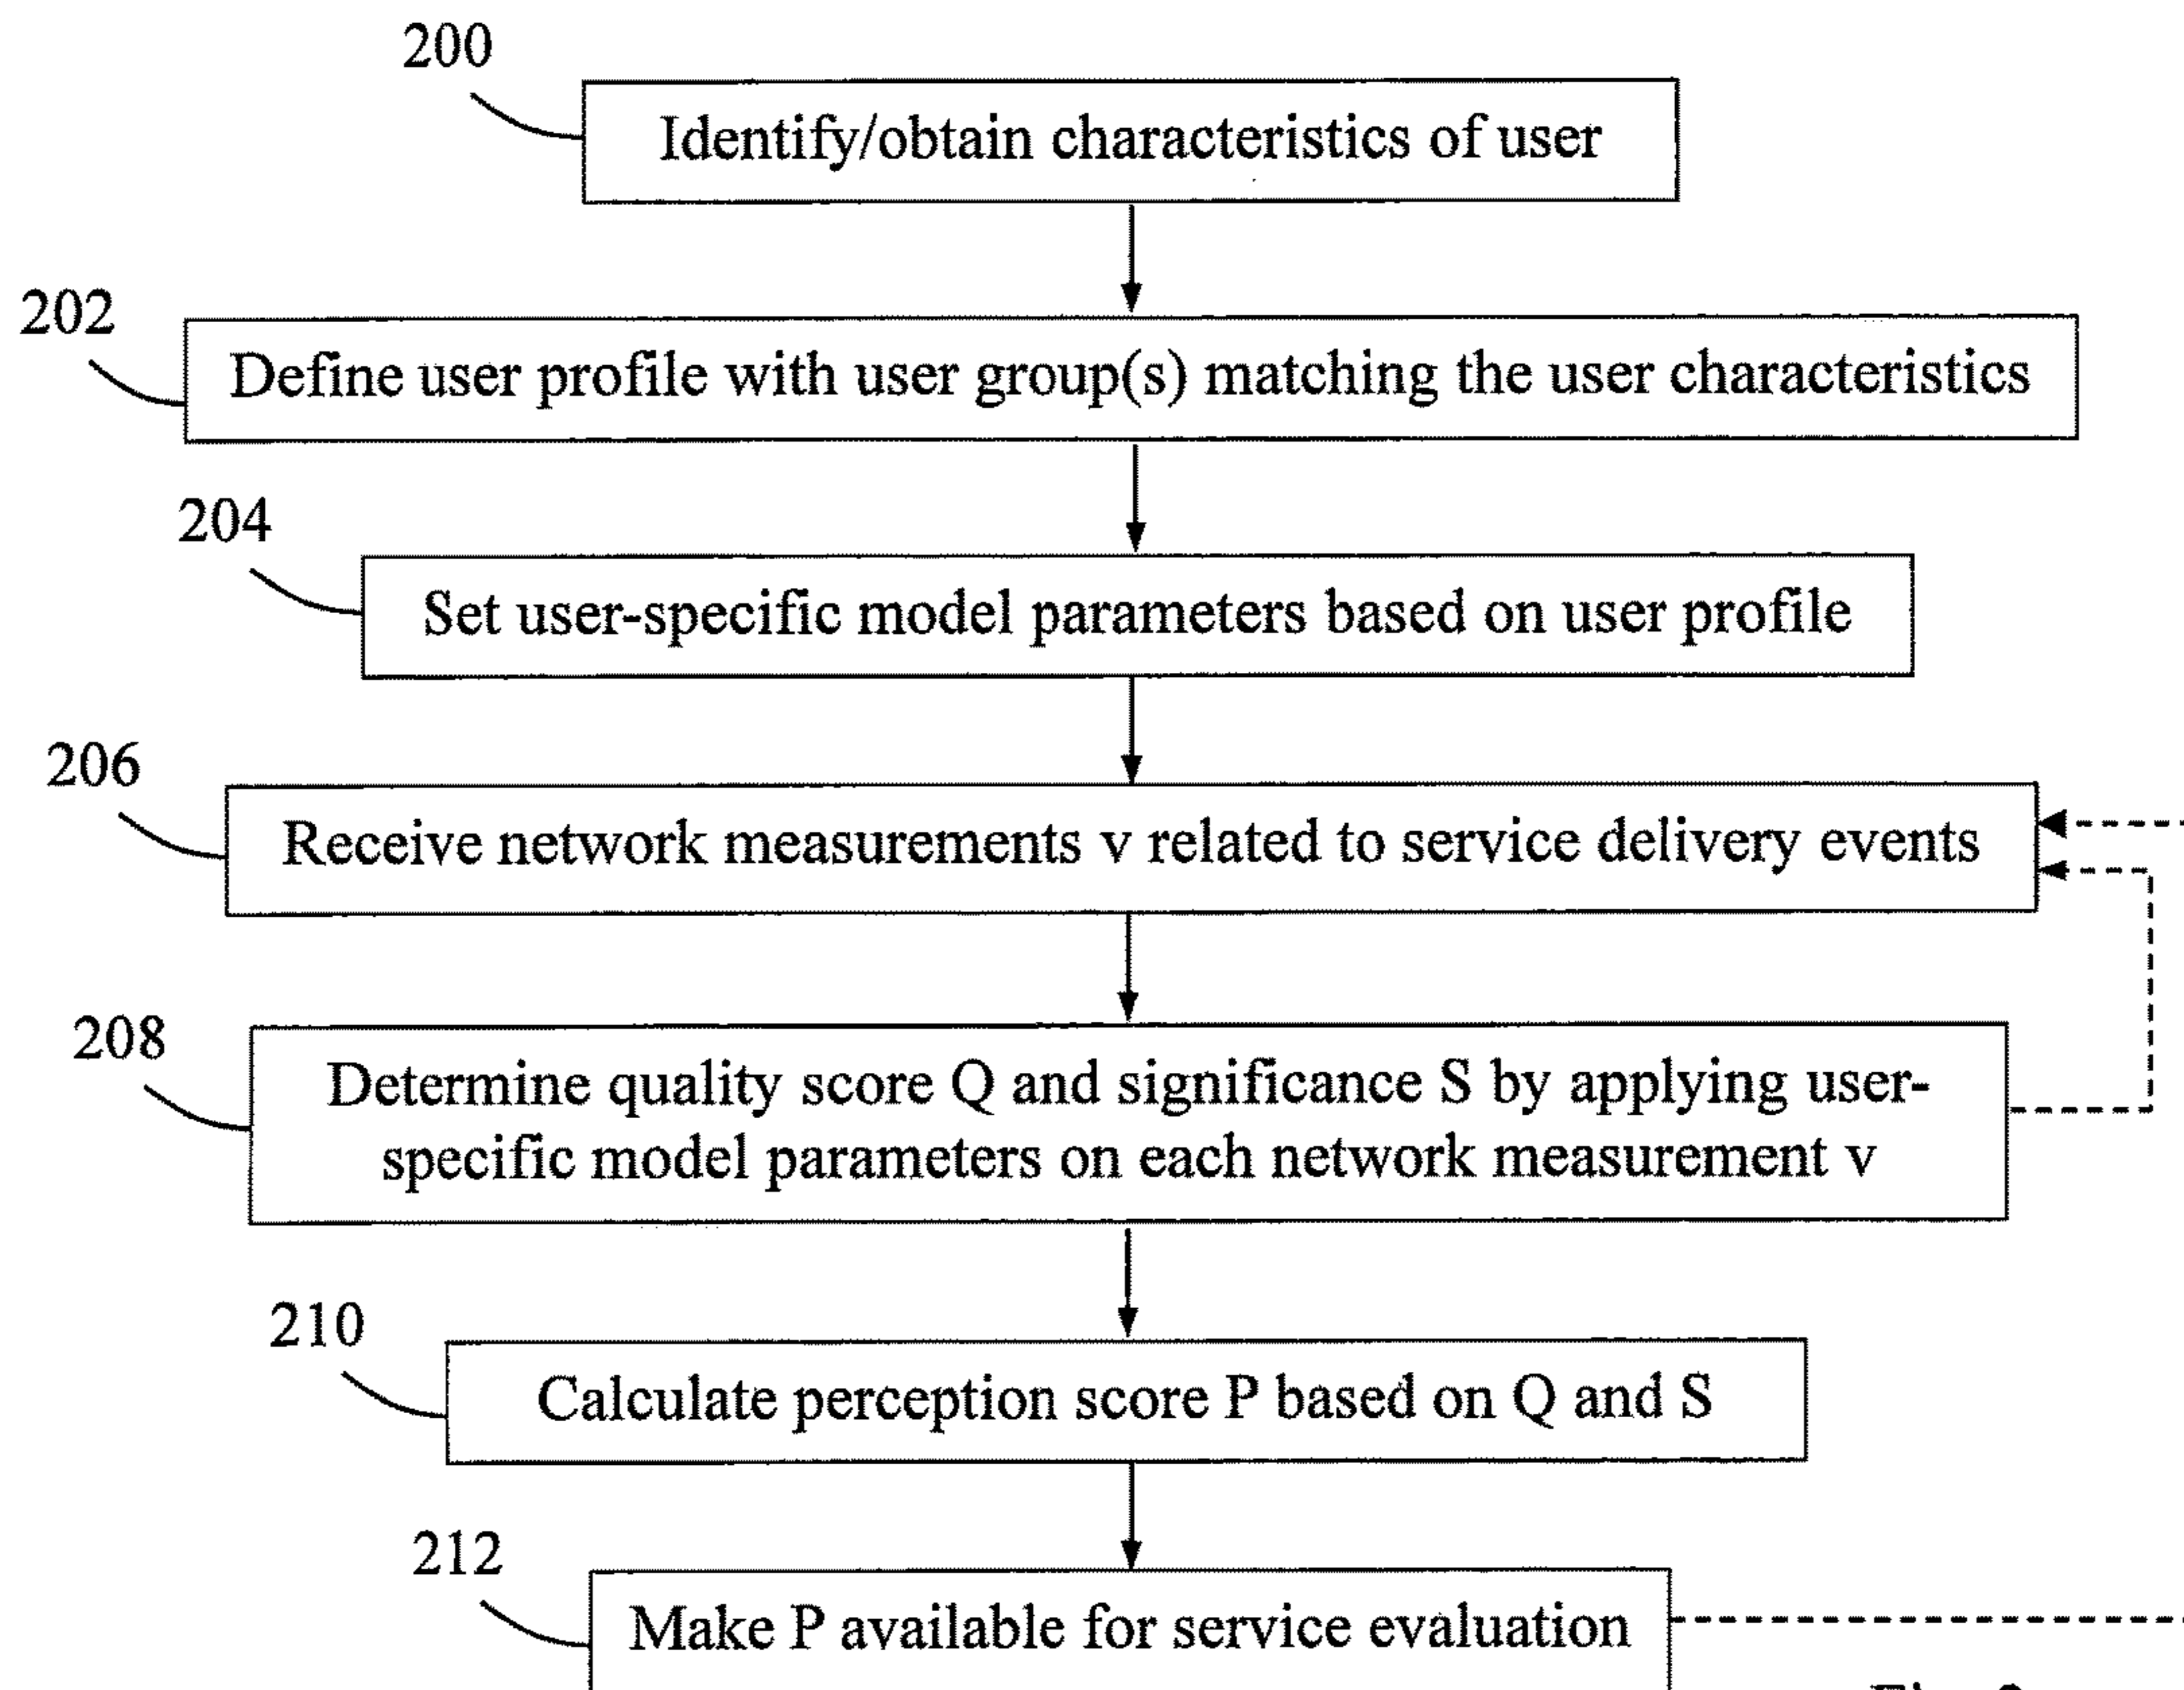 200
Identify/obtain characteristics of user
202
Define user profile with user group(s) matching the user characteristics
204
Set user-specific model parameters based on user profile
206
Receive network measurements v related to service delivery events
208
Determine quality score Q and significance S by applying user-
specific model parameters on each network measurement v
210
Calculate perception score P based on Q and S
212
Make P available for service evaluation